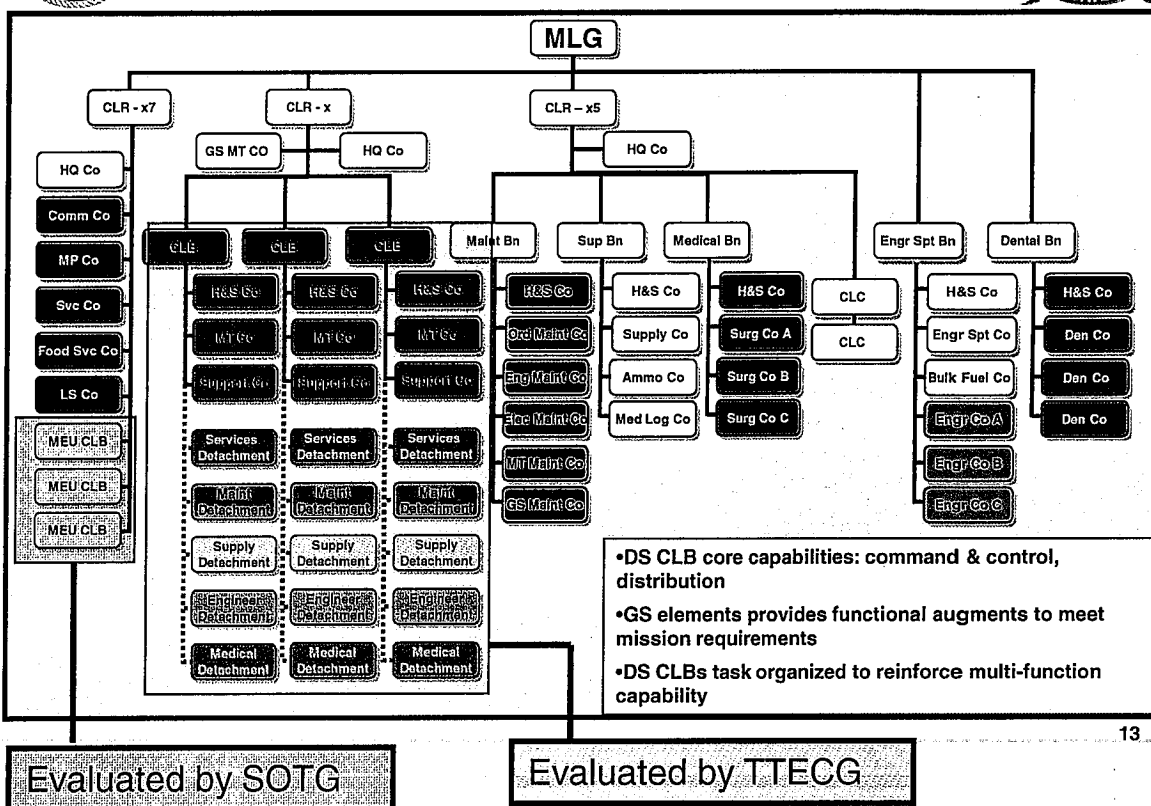 MLG
CLR - x7
CLR - x
CLR – x5
GS MT CO
HQ Co
HQ Co
HQ Co
Comm Co
MP Co
Svc Co
Food Svc Co
LS Co
MEU CLB
MEU CLB
MEU CLB
CLB
CLB
CLB
H&S Co
H&S Co
H&S Co
MT Co
MT Co
MT Co
Support Co
Support Co
Support Co
Services
Detachment
Services
Detachment
Services
Detachment
Maint
Detachment
Maint
Detachment
Maint
Detachment
Supply
Detachment
Supply
Detachment
Supply
Detachment
Engineer
Detachment
Engineer
Detachment
Engineer
Detachment
Medical
Detachment
Medical
Detachment
Medical
Detachment
Maint Bn
H&S Co
Ord Maint Co
Eng Maint Co
Elec Maint Co
MT Maint Co
GS Maint Co
Sup Bn
H&S Co
Supply Co
Ammo Co
Med Log Co
Medical Bn
H&S Co
Surg Co A
Surg Co B
Surg Co C
CLC
CLC
Engr Spt Bn
H&S Co
Engr Spt Co
Bulk Fuel Co
Engr Co A
Engr Co B
Engr Co C
Dental Bn
H&S Co
Den Co
Den Co
Den Co
•DS CLB core capabilities: command & control,
distribution
•GS elements provides functional augments to meet
mission requirements
•DS CLBs task organized to reinforce multi-function
capability
13
Evaluated by SOTG
Evaluated by TTECG